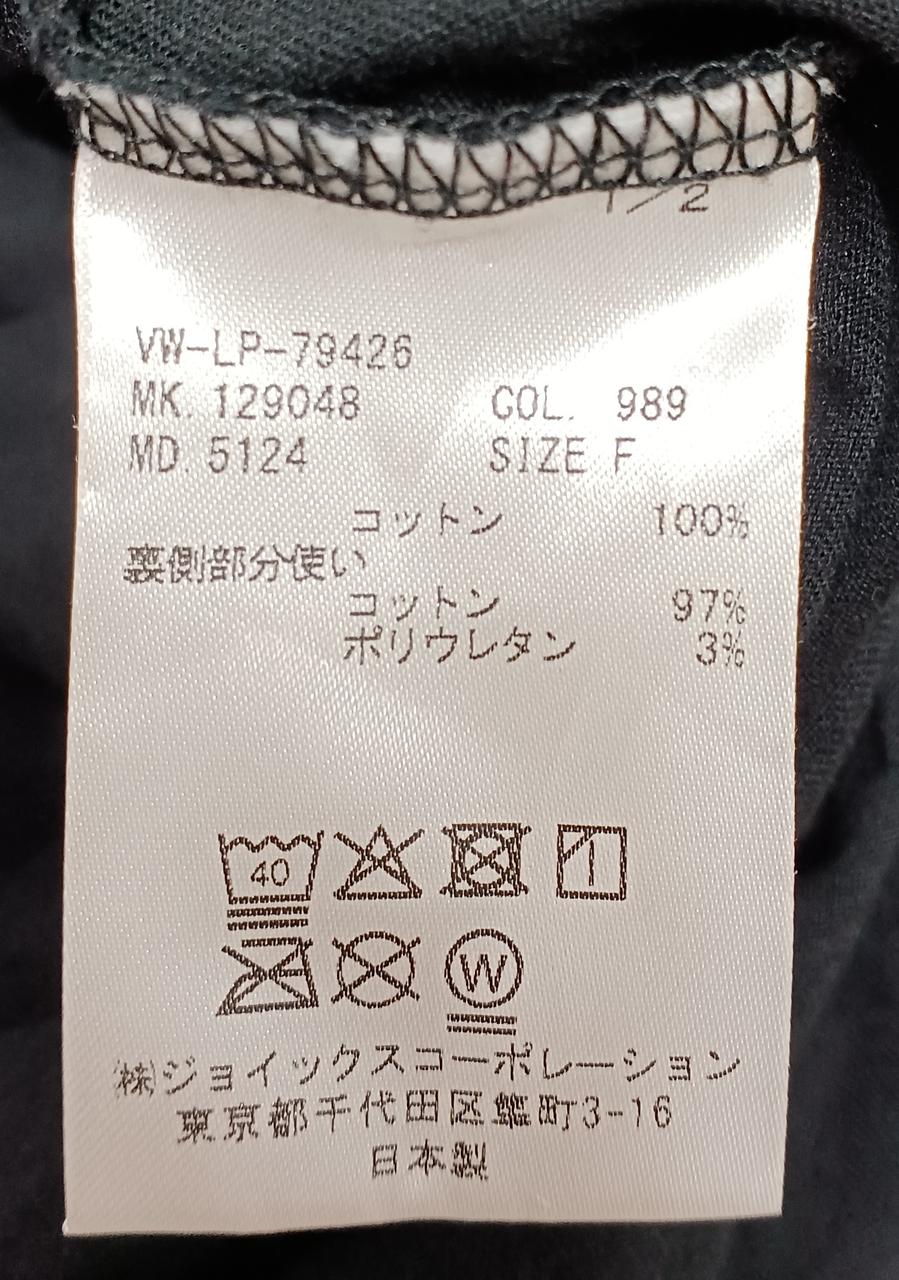 1/2
VW-LP-79426
MK. 129048 COL. 989
MD. 5124 SIZE F
コットン 100%
裏側部分使い
コットン 97%
ポリウレタン 3%
40
W
㈱ジョイックスコーポレーション
東京都千代田区麹町3-16
日本製